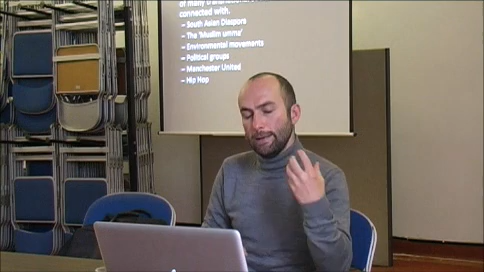 of many transnational
connected with.
– South Asian Diaspora
– The 'Muslim umma'
– Environmental movements
– Political groups
– Manchester United
– Hip Hop